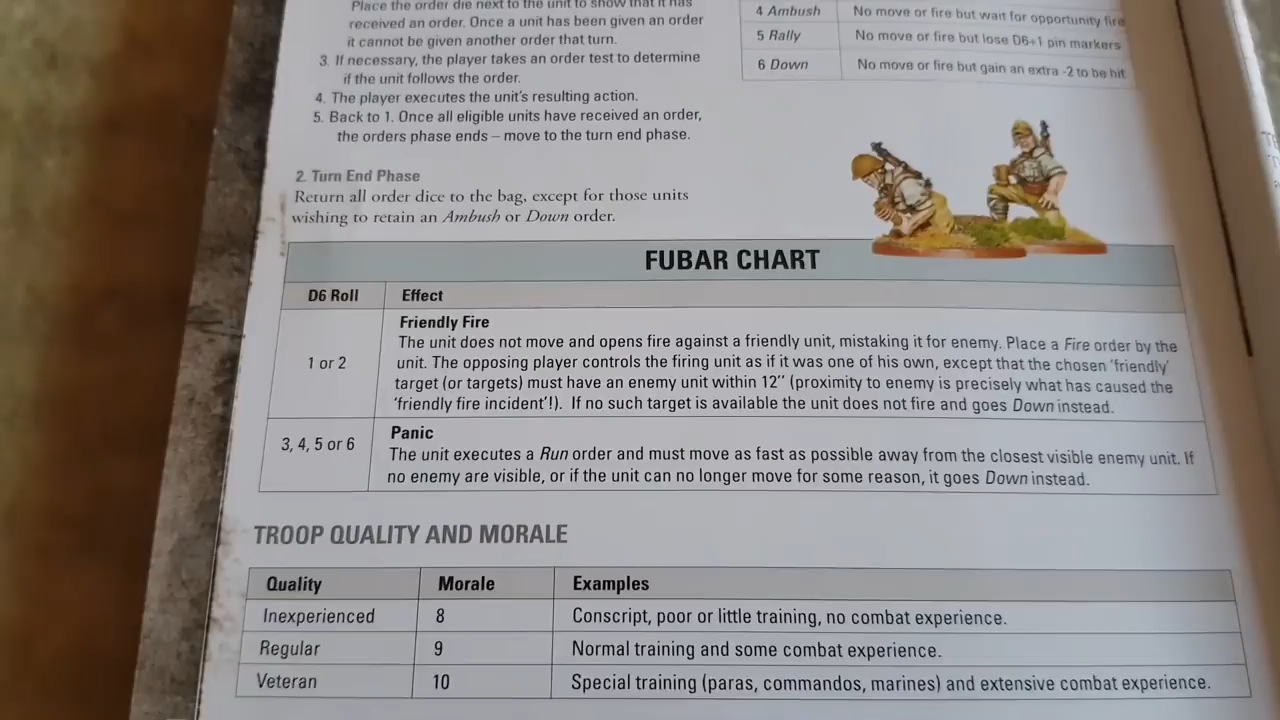 Place the order die next to the unit to show that it has
received an order. Once a unit has been given an order
it cannot be given another order that turn.
3. If necessary, the player takes an order test to determine
if the unit follows the order.
4. The player executes the unit's resulting action.
5. Back to 1. Once all eligible units have received an order,
the orders phase ends – move to the turn end phase.
2. Turn End Phase
Return all order dice to the bag, except for those units
wishing to retain an Ambush or Down order.
4 Ambush No move or fire but wait for opportunity fire
5 Rally No move or fire but lose D6+1 pin markers
6 Down No move or fire but gain an extra -2 to be hit
FUBAR CHART
D6 Roll Effect
Friendly Fire
1 or 2
The unit does not move and opens fire against a friendly unit, mistaking it for enemy. Place a Fire order by the
unit. The opposing player controls the firing unit as if it was one of his own, except that the chosen 'friendly'
target (or targets) must have an enemy unit within 12" (proximity to enemy is precisely what has caused the
'friendly fire incident'!). If no such target is available the unit does not fire and goes Down instead.
3, 4, 5 or 6
Panic
The unit executes a Run order and must move as fast as possible away from the closest visible enemy unit. If
no enemy are visible, or if the unit can no longer move for some reason, it goes Down instead.
TROOP QUALITY AND MORALE
Quality Morale Examples
Inexperienced 8 Conscript, poor or little training, no combat experience.
Regular 9 Normal training and some combat experience.
Veteran 10 Special training (paras, commandos, marines) and extensive combat experience.